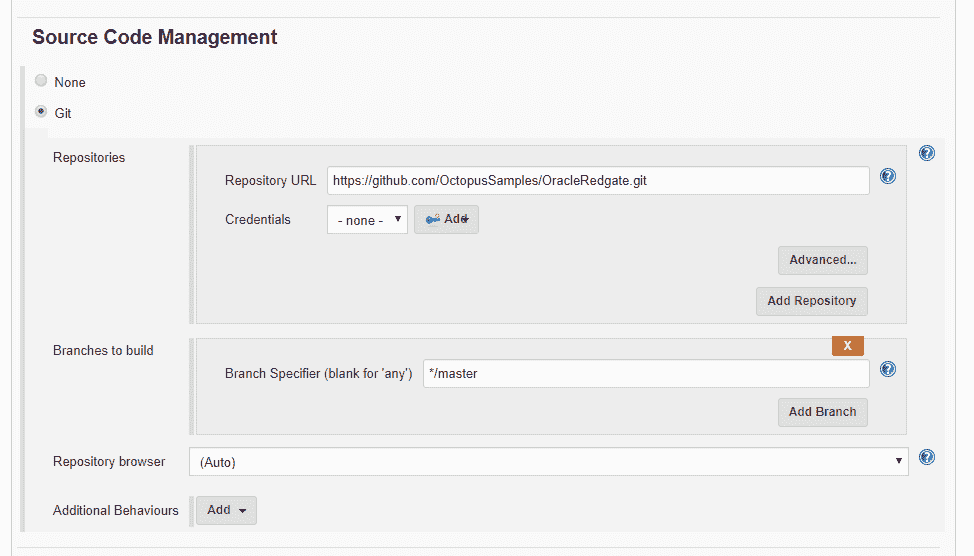 Source Code Management
None
Git
Repositories
Repository URL https://github.com/OctopusSamples/OracleRedgate.git
Credentials - none - Add
Advanced...
Add Repository
Branches to build
X
Branch Specifier (blank for 'any') */master
Add Branch
Repository browser (Auto)
Additional Behaviours Add